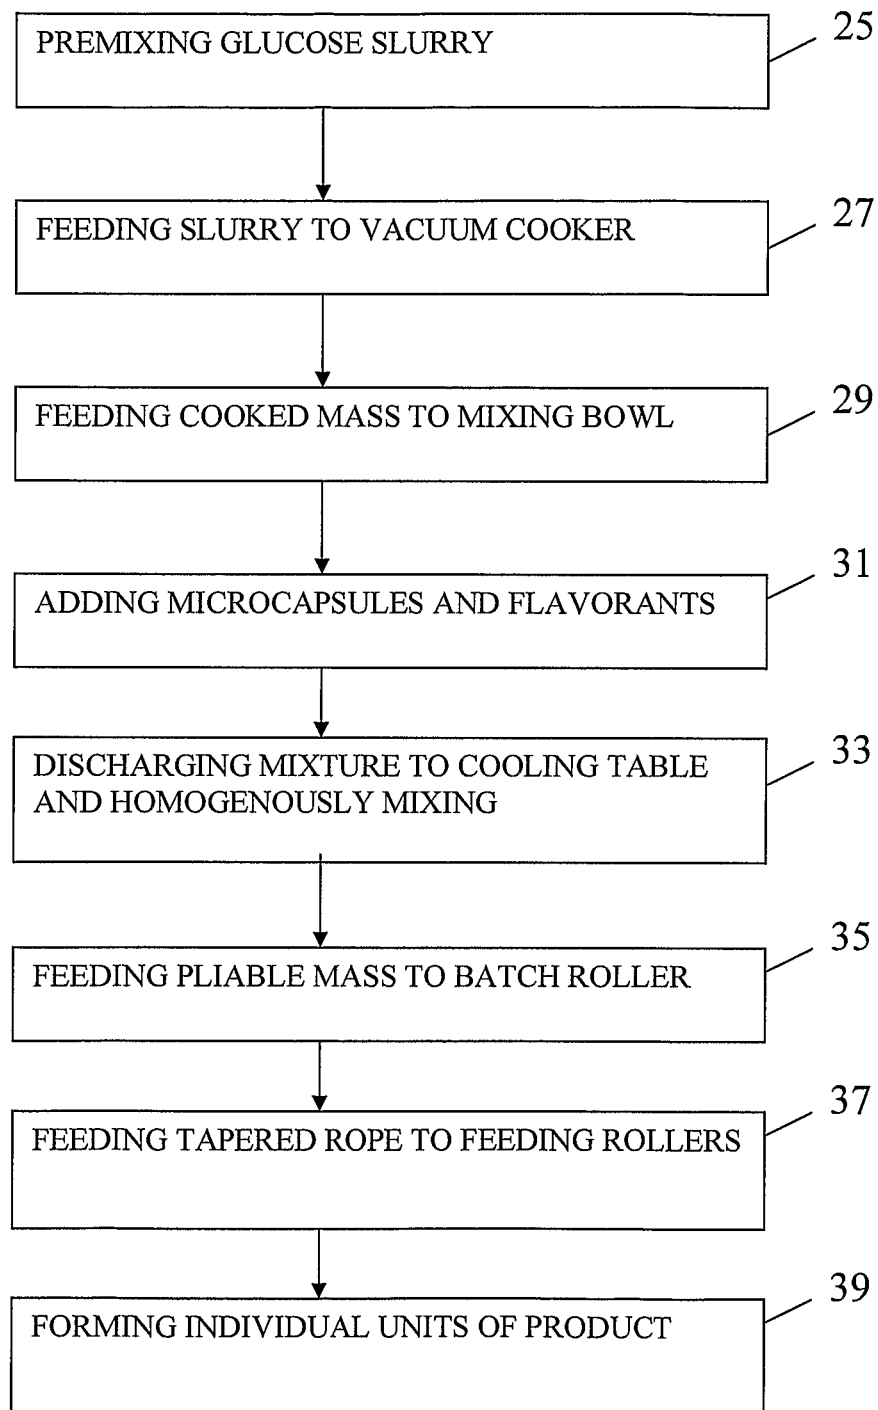 PREMIXING GLUCOSE SLURRY
25
FEEDING SLURRY TO VACUUM COOKER
27
FEEDING COOKED MASS TO MIXING BOWL
29
ADDING MICROCAPSULES AND FLAVORANTS
31
DISCHARGING MIXTURE TO COOLING TABLE
AND HOMOGENOUSLY MIXING
33
FEEDING PLIABLE MASS TO BATCH ROLLER
35
FEEDING TAPERED ROPE TO FEEDING ROLLERS
37
FORMING INDIVIDUAL UNITS OF PRODUCT
39